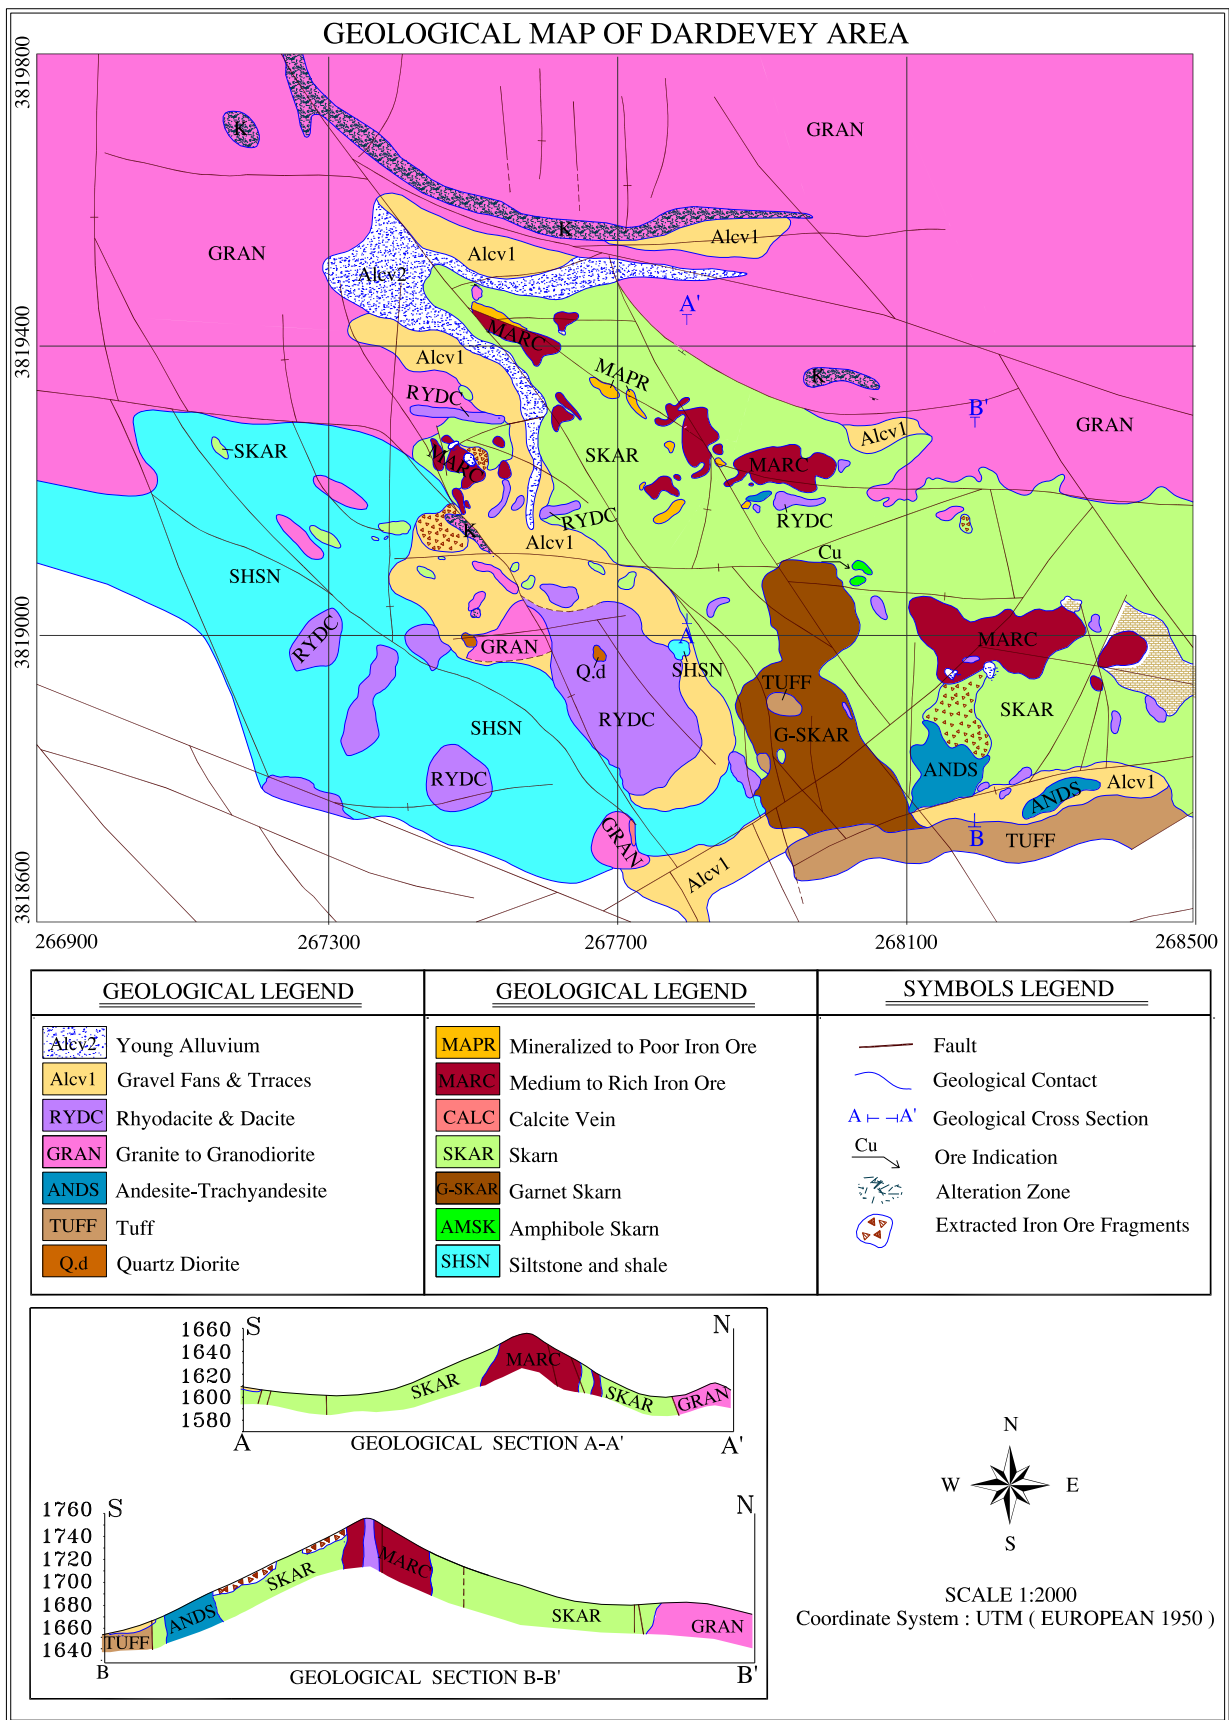 GEOLOGICAL MAP OF DARDEVEY AREA
3819800
K
GRAN
K
Alcv1
Alcv1
GRAN
Alcv2
A'
3819400
MARC
Alcv1
MAPR
K
RYDC
B'
GRAN
Alcv1
SKAR
SKAR
MARC
MARC
RYDC
RYDC
K
Alcv1
Cu
SHSN
3819000
RYDC
A
MARC
GRAN
Q.d
SHSN
TUFF
SKAR
SHSN
RYDC
G-SKAR
RYDC
ANDS
Alcv1
ANDS
GRAN
B
TUFF
Alcv1
3818600
266900 267300 267700 268100 268500
GEOLOGICAL LEGEND
Alcv2 Young Alluvium
Alcv1 Gravel Fans & Trraces
RYDC Rhyodacite & Dacite
GRAN Granite to Granodiorite
ANDS Andesite-Trachyandesite
TUFF Tuff
Q.d Quartz Diorite
GEOLOGICAL LEGEND
MAPR Mineralized to Poor Iron Ore
MARC Medium to Rich Iron Ore
CALC Calcite Vein
SKAR Skarn
G-SKAR Garnet Skarn
AMSK Amphibole Skarn
SHSN Siltstone and shale
SYMBOLS LEGEND
Fault
Geological Contact
A A' Geological Cross Section
Cu Ore Indication
Alteration Zone
Extracted Iron Ore Fragments
S N
1660
1640
1620
1600
1580
MARC
SKAR
SKAR
GRAN
A A'
GEOLOGICAL SECTION A-A'
S N
1760
1740
1720
1700
1680
1660
1640
MARC
SKAR
ANDS
SKAR
GRAN
TUFF
B B'
GEOLOGICAL SECTION B-B'
N
W E
S
SCALE 1:2000
Coordinate System : UTM ( EUROPEAN 1950 )